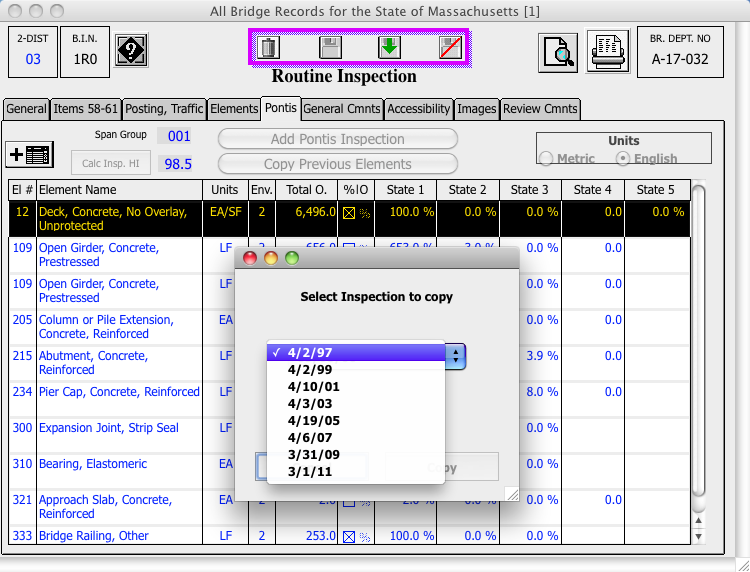 All Bridge Records for the State of Massachusetts [1]
2-DIST
03
B.I.N.
1R0
BR. DEPT. NO
A-17-032
Routine Inspection
General Items 58-61 Posting, Traffic Elements Pontis General Cmnts Accessibility Images Review Cmnts
Span Group 001 Add Pontis Inspection
Units
Calc Insp. HI 98.5 Copy Previous Elements Metric English
El # Element Name Units Env. Total Q. %|O State 1 State 2 State 3 State 4 State 5
12 Deck, Concrete, No Overlay, EA/SF 2 6,496.0 % 100.0 % 0.0 % 0.0 % 0.0 0.0 %
Unprotected
109 Open Girder, Concrete, LF 2 656.0 653.0 3.0 % 0.0 % 0.0
Prestressed
109 Open Girder, Concrete, LF 0.0 % 0.0
Prestressed
205 Column or Pile Extension, EA 0.0 % 0.0
Concrete, Reinforced
215 Abutment, Concrete, LF 3.9 % 0.0
Reinforced
234 Pier Cap, Concrete, Reinforced LF 8.0 % 0.0
300 Expansion Joint, Strip Seal LF 0.0 %
310 Bearing, Elastomeric EA 0.0 %
321 Approach Slab, Concrete, EA 2.0 2.0 % 0.0 % 0.0 % 0.0
Reinforced
333 Bridge Railing, Other LF 2 253.0 % 100.0 % 0.0 % 0.0 %
Select Inspection to copy
✓ 4/2/97
4/2/99
4/10/01
4/3/03
4/19/05
4/6/07
3/31/09
3/1/11
Copy